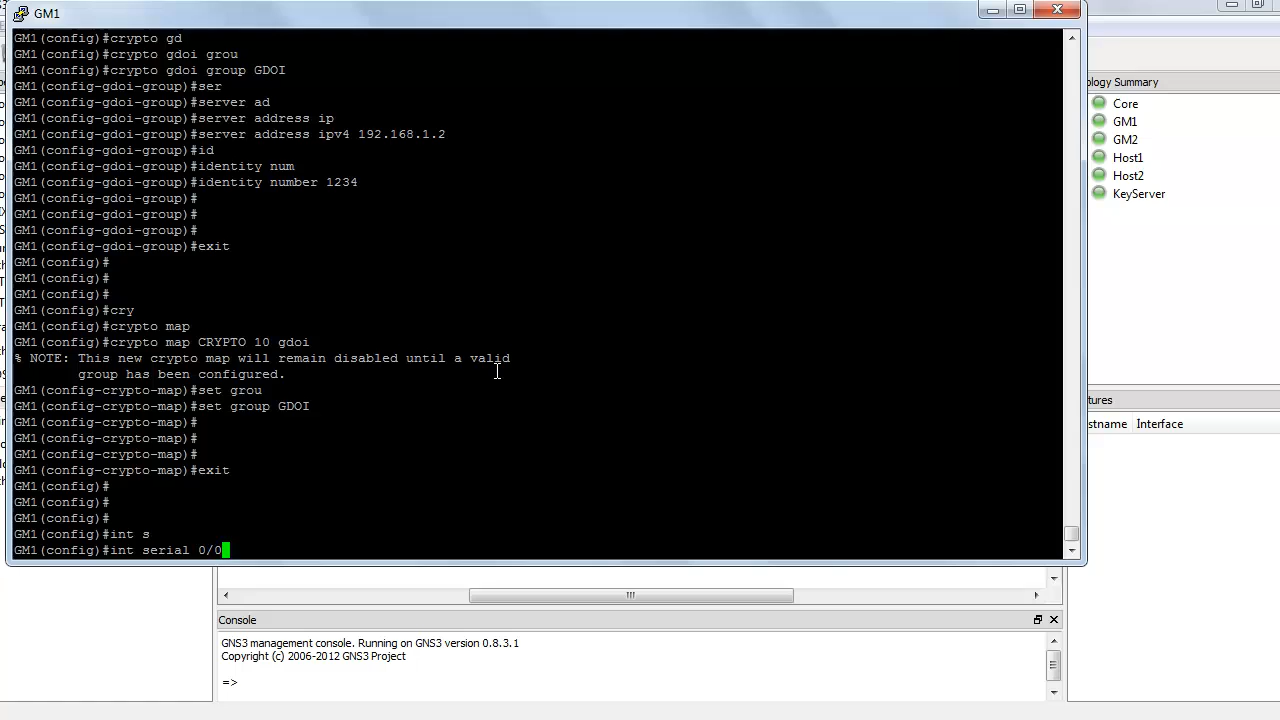 GM1
GM1(config)#crypto gd
GM1(config)#crypto gdoi grou
GM1(config)#crypto gdoi group GDOI
GM1(config-gdoi-group)#ser
GM1(config-gdoi-group)#server ad
GM1(config-gdoi-group)#server address ip
GM1(config-gdoi-group)#server address ipv4 192.168.1.2
GM1(config-gdoi-group)#id
GM1(config-gdoi-group)#identity num
GM1(config-gdoi-group)#identity number 1234
GM1(config-gdoi-group)#
GM1(config-gdoi-group)#
GM1(config-gdoi-group)#
GM1(config-gdoi-group)#exit
GM1(config)#
GM1(config)#
GM1(config)#
GM1(config)#cry
GM1(config)#crypto map
GM1(config)#crypto map CRYPTO 10 gdoi
% NOTE: This new crypto map will remain disabled until a valid
group has been configured.
GM1(config-crypto-map)#set grou
GM1(config-crypto-map)#set group GDOI
GM1(config-crypto-map)#
GM1(config-crypto-map)#
GM1(config-crypto-map)#
GM1(config-crypto-map)#exit
GM1(config)#
GM1(config)#
GM1(config)#
GM1(config)#int s
GM1(config)#int serial 0/0
ology Summary
Core
GM1
GM2
Host1
Host2
KeyServer
tures
stname Interface
Console
GNS3 management console. Running on GNS3 version 0.8.3.1
Copyright (c) 2006-2012 GNS3 Project
=>